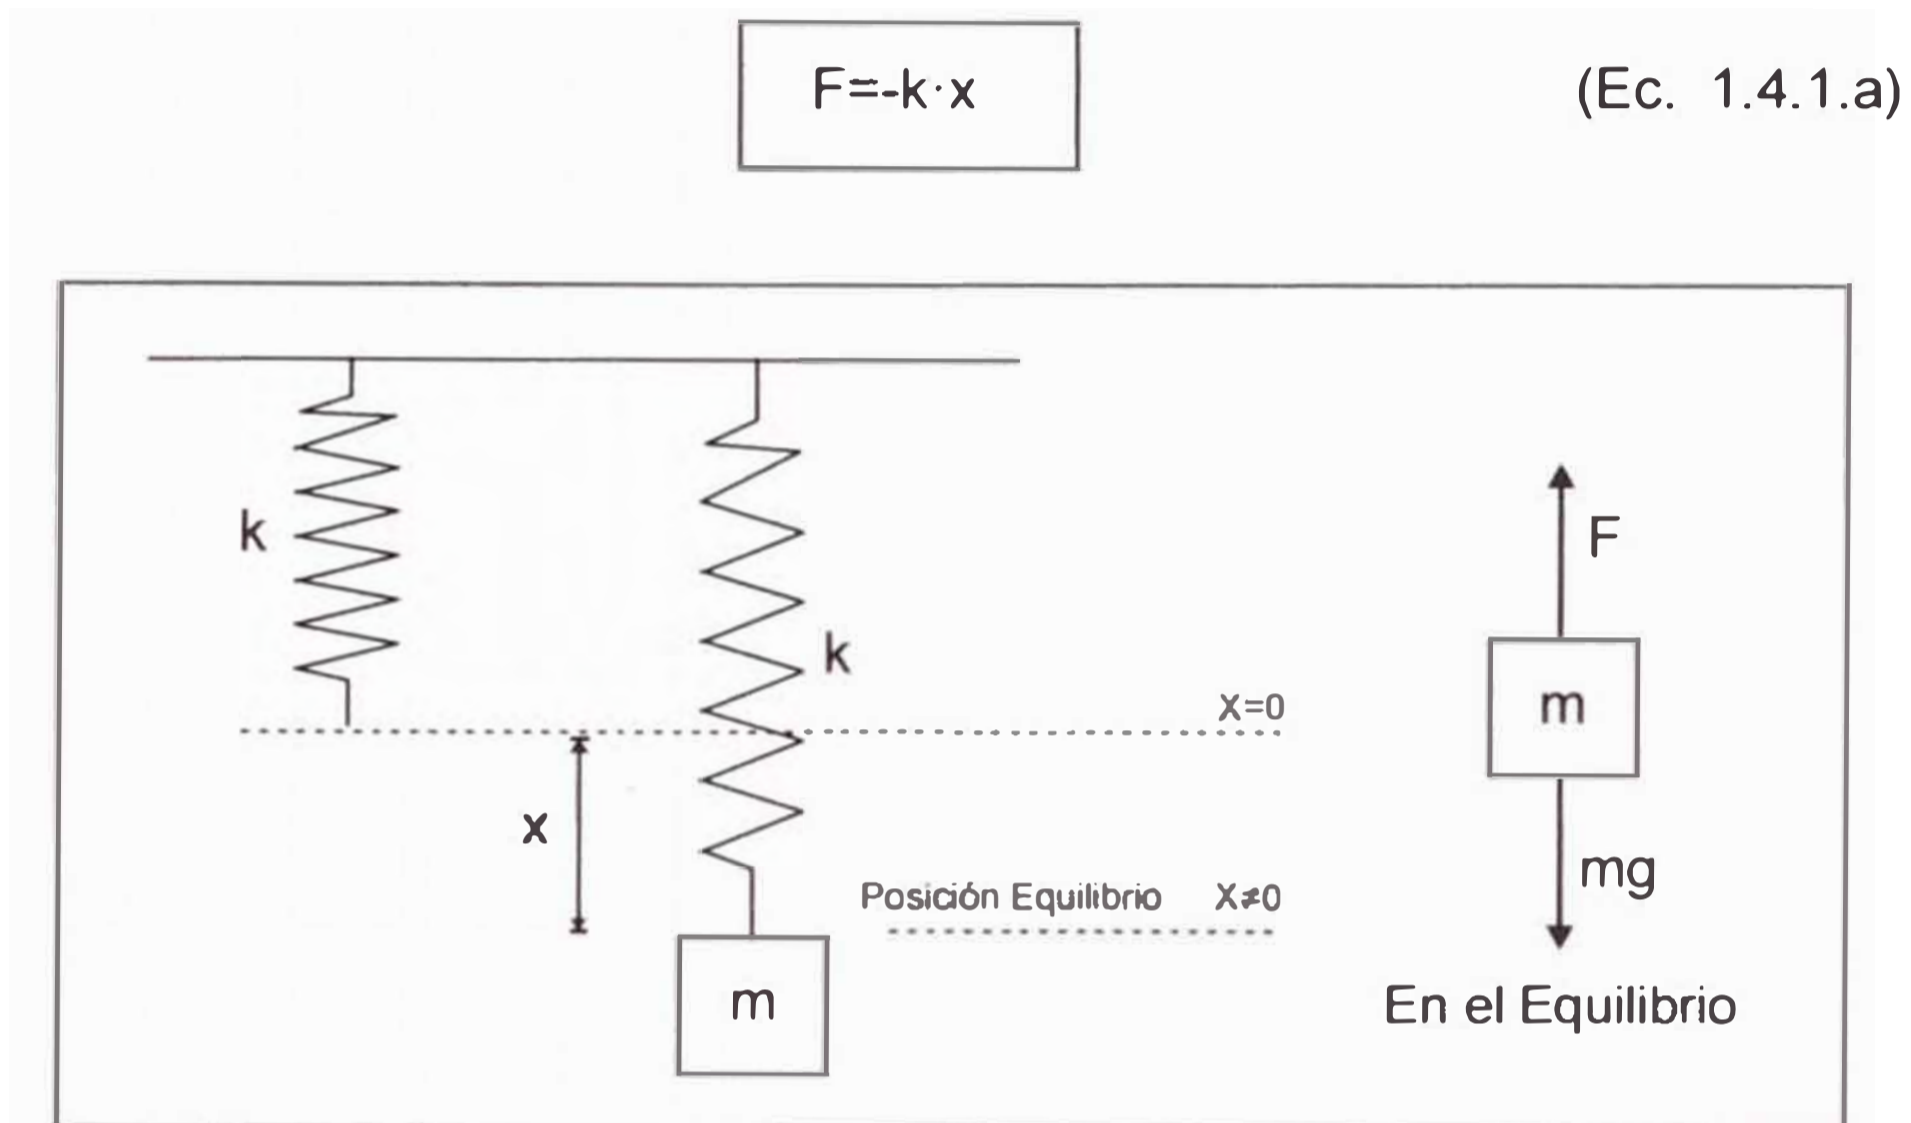 F=-k·x
(Ec. 1.4.1.a)
k
k
F
X=0
m
x
mg
Posición Equilibrio X≠0
m
En el Equilibrio